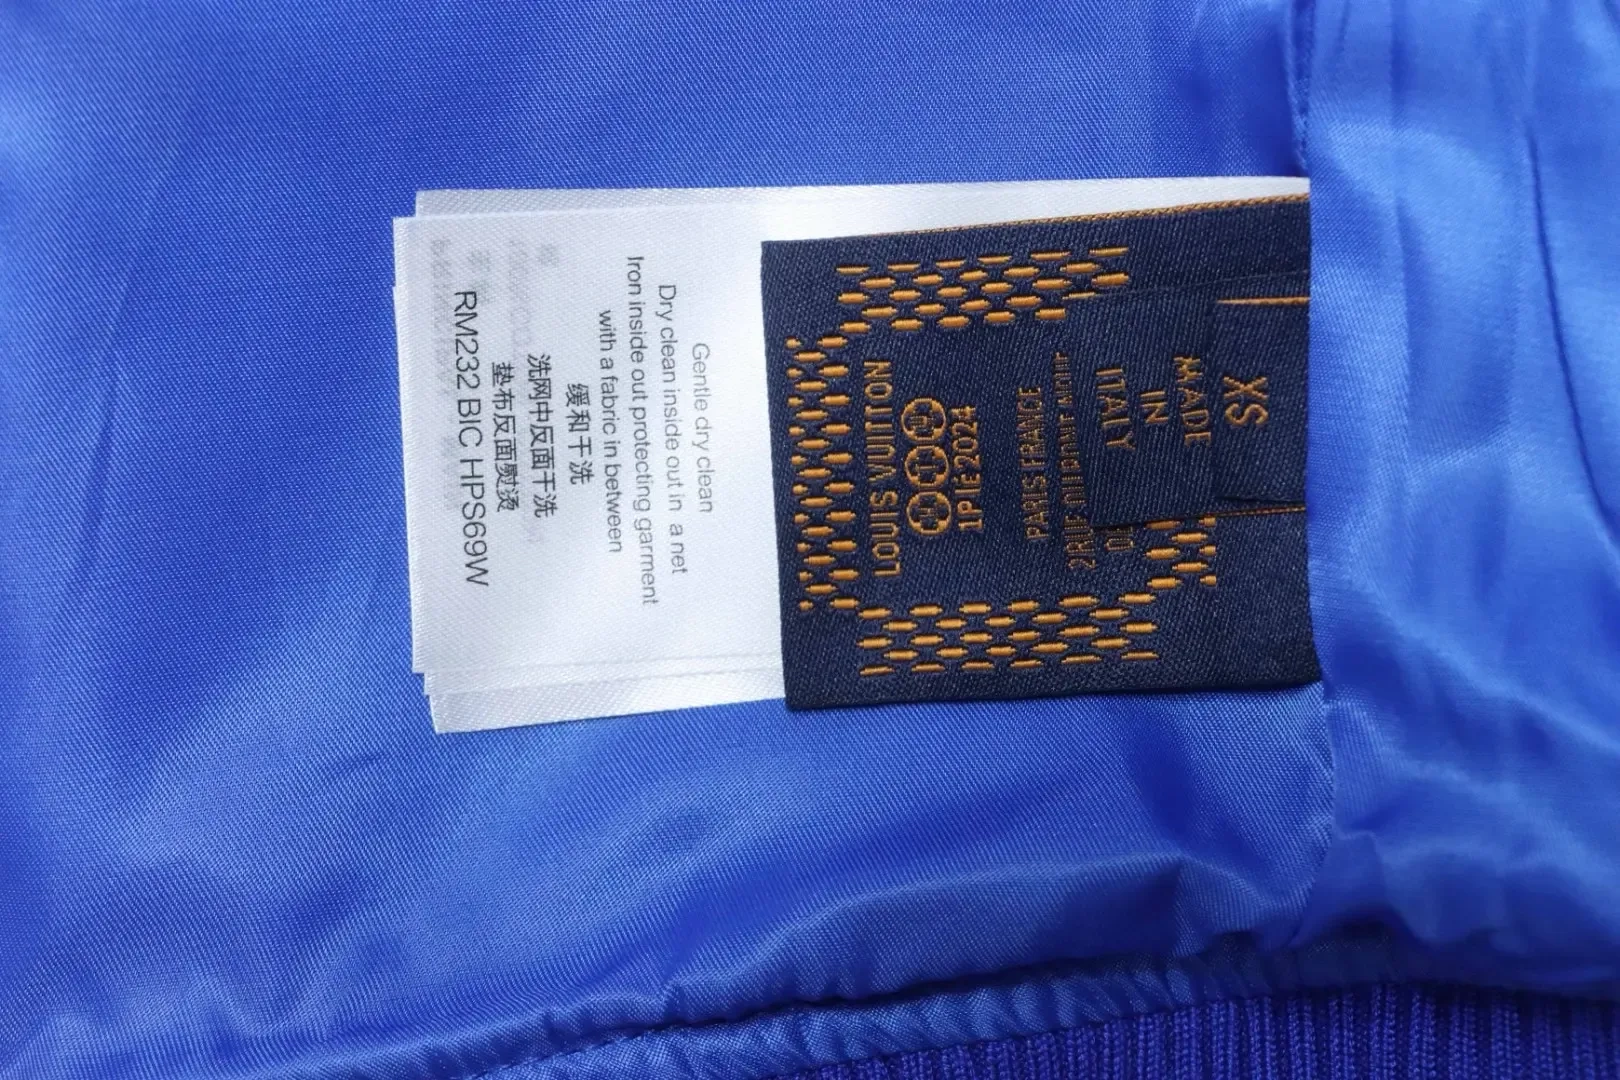 Gentle dry clean
Dry clean inside out in a net
Iron inside out protecting garment
with a fabric in between
缓和干洗
洗网中反面干洗
垫布反面熨烫
RM232 BIC HPS69W
LOUIS VUITTON
1PIE2024
PARIS FRANCE
XS
MADE
IN
ITALY